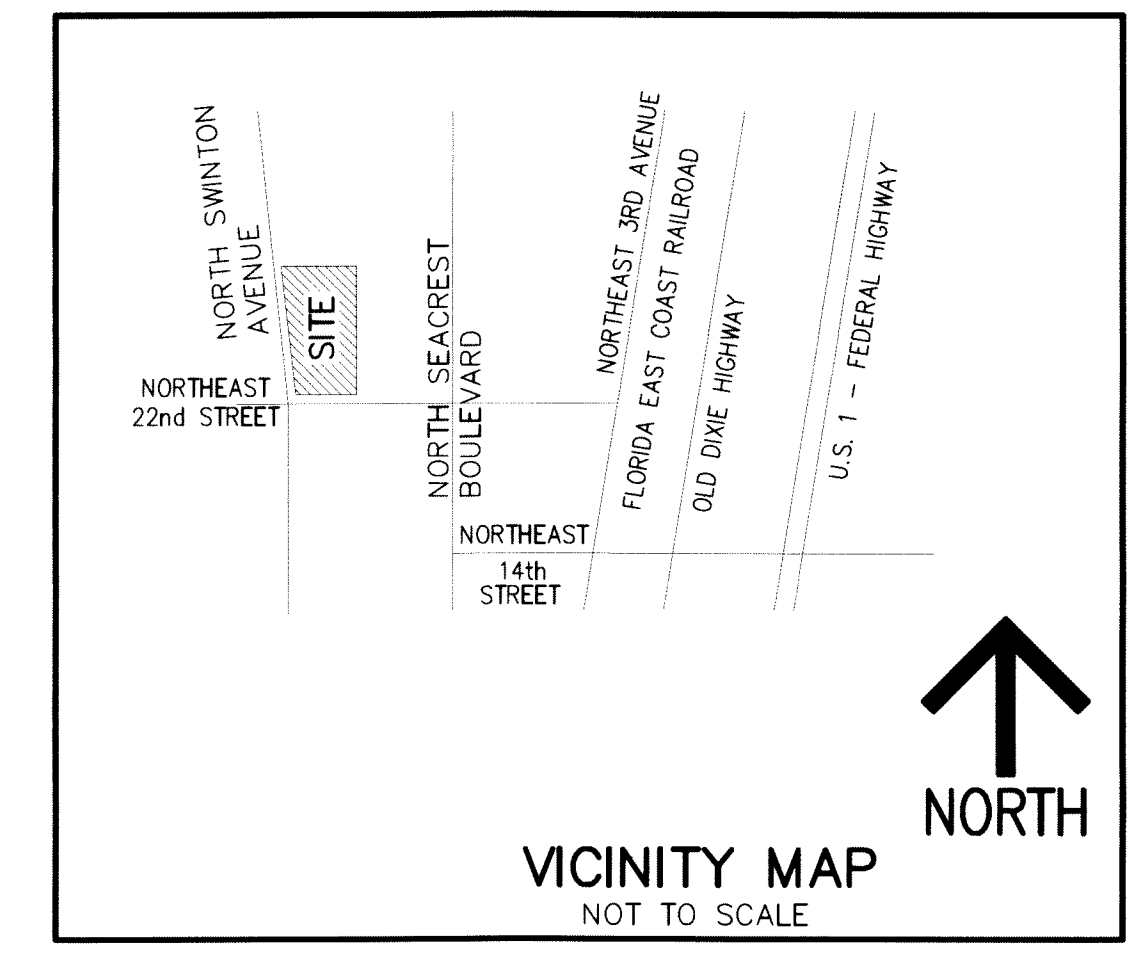 NORTH SWINTON
AVENUE
SITE
NORTHEAST
22nd STREET
NORTH SEACREST
BOULEVARD
NORTHEAST 3RD AVENUE
FLORIDA EAST COAST RAILROAD
OLD DIXIE HIGHWAY
U.S. 1 - FEDERAL HIGHWAY
NORTHEAST
14th
STREET
NORTH
VICINITY MAP
NOT TO SCALE